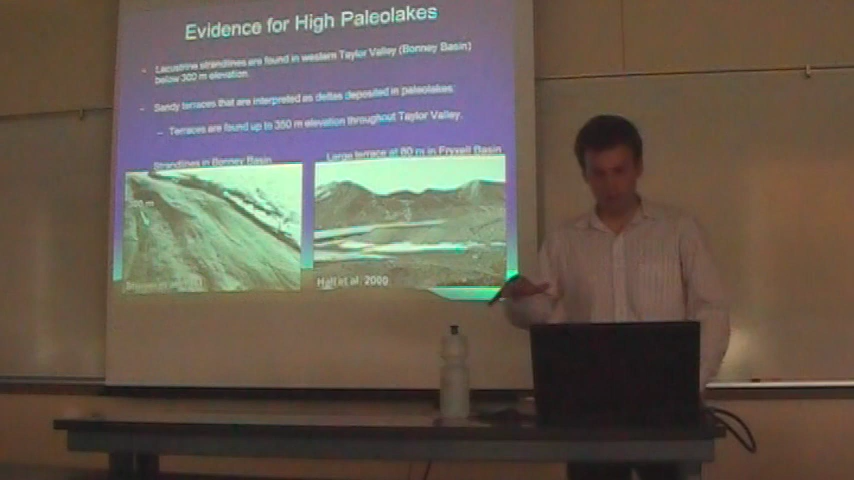 Evidence for High Paleolakes
- Lacustrine strandlines are found in western Taylor Valley (Bonney Basin)
below 300 m elevation.
- Sandy terraces that are interpreted as deltas deposited in paleolakes.
– Terraces are found up to 350 m elevation throughout Taylor Valley.
Strandlines in Bonney Basin
Large terrace at 80 m in Fryxell Basin
Hall et al. 2000